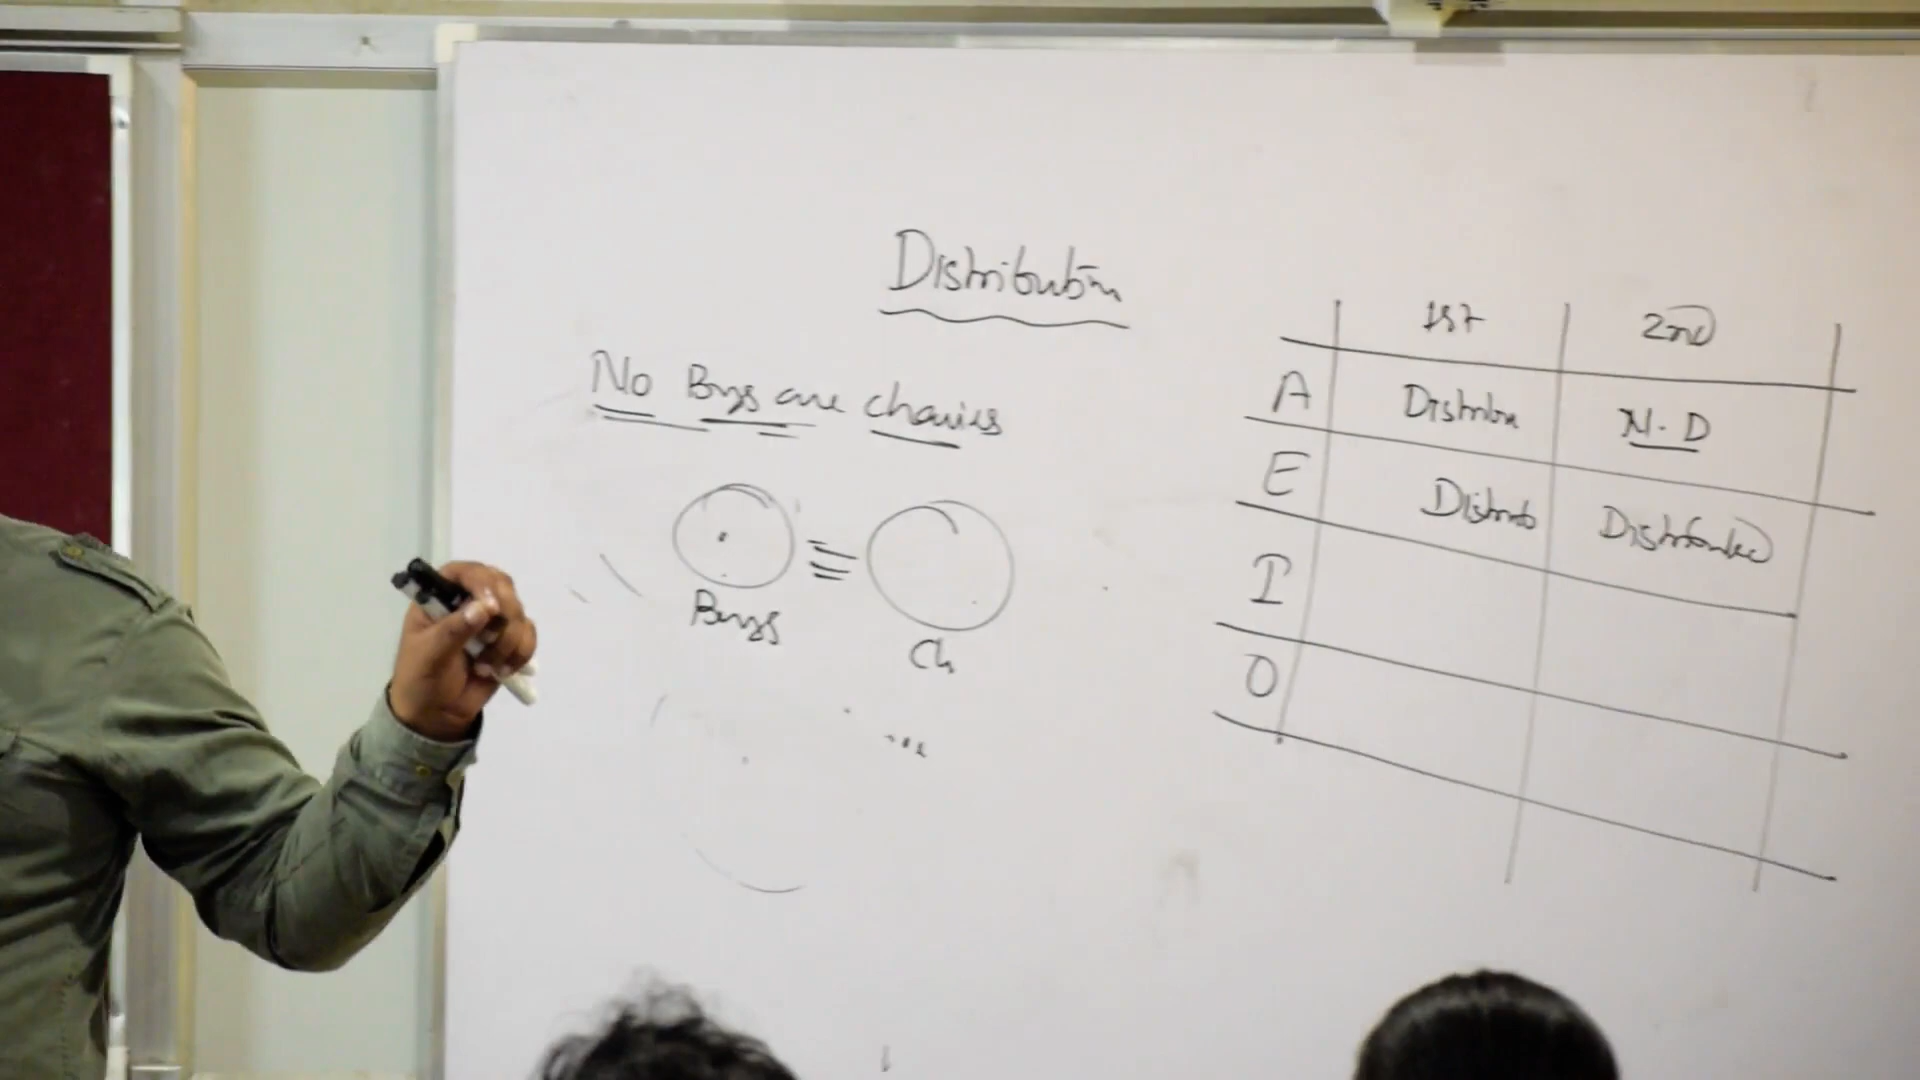 Distribution
No Boys are chairs
Boys
Ch
1st 2nd
A Distribu N.D
E Distrib Distributed
I
O